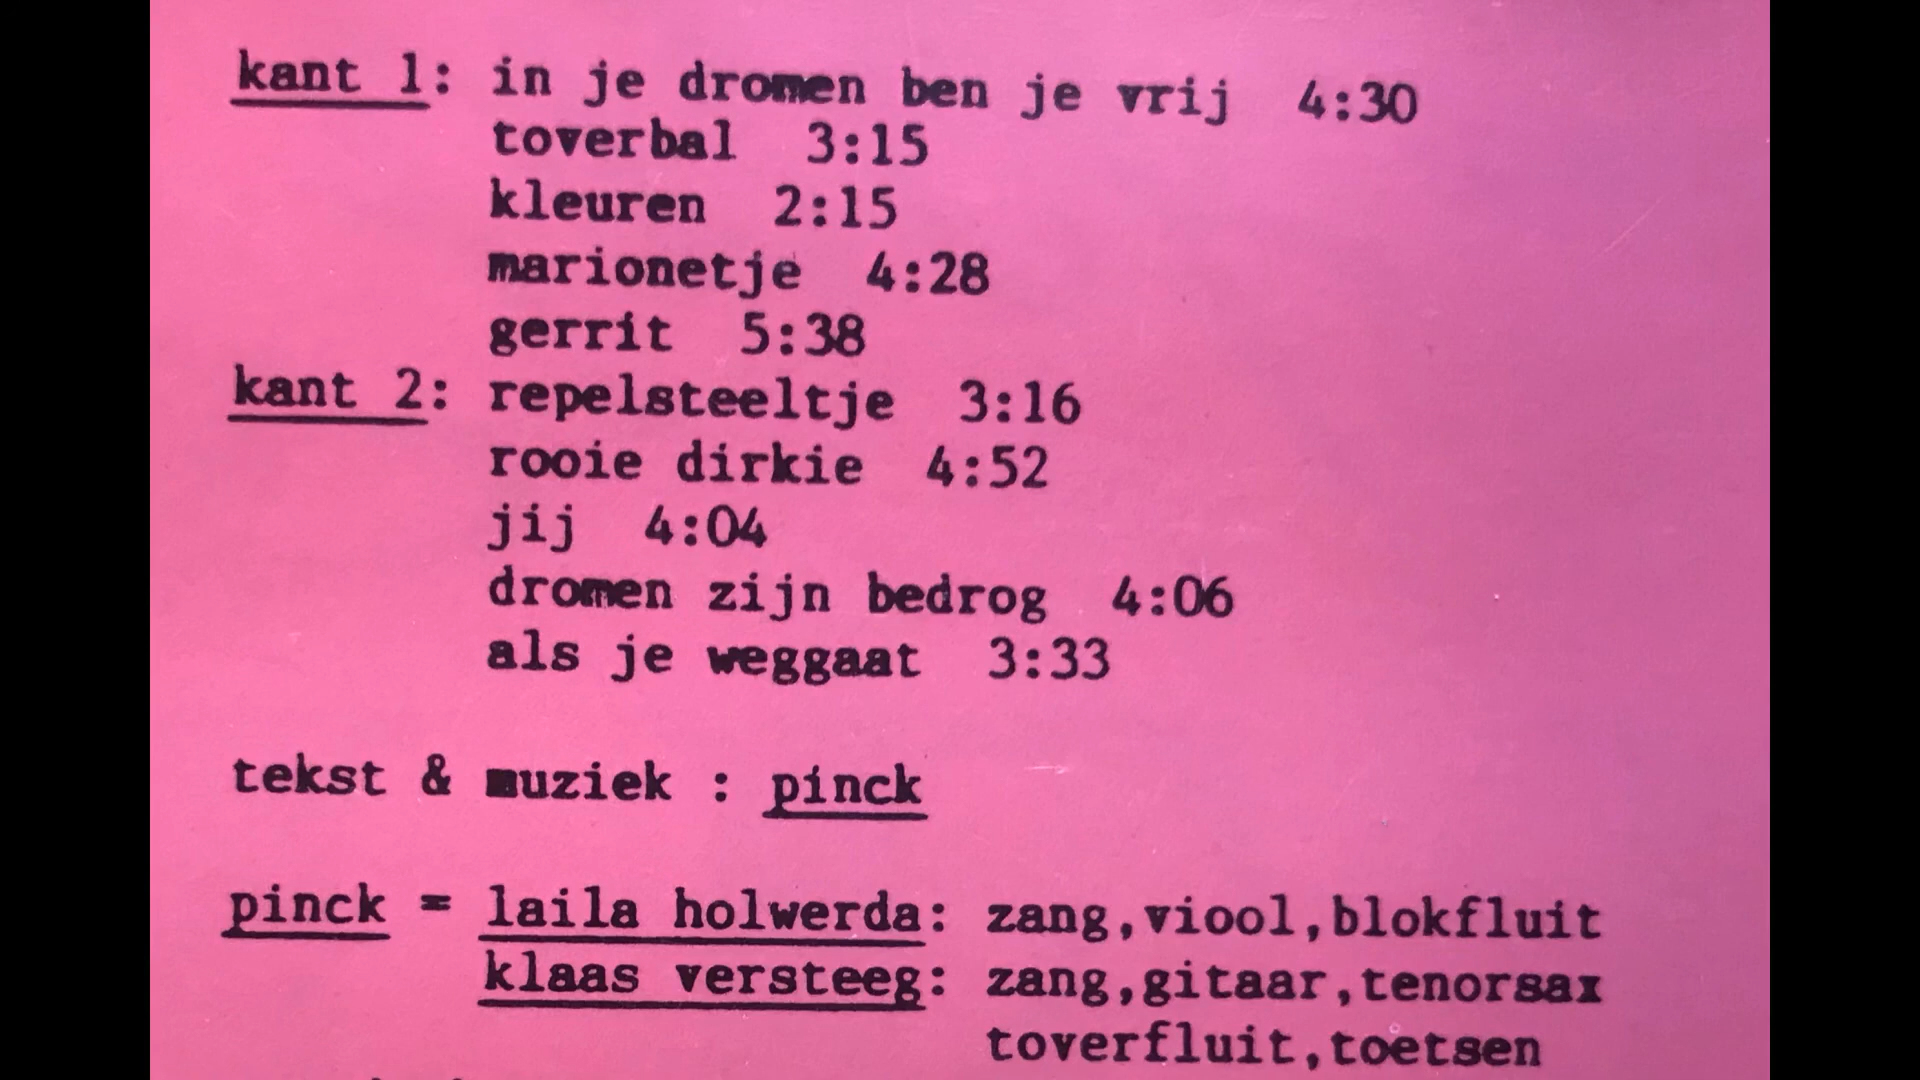 kant 1: in je dromen ben je vrij 4:30
toverbal 3:15
kleuren 2:15
marionetje 4:28
gerrit 5:38
kant 2: repelsteeltje 3:16
rooie dirkie 4:52
jij 4:04
dromen zijn bedrog 4:06
als je weggaat 3:33
tekst & muziek : pinck
pinck = laila holwerda: zang,viool,blokfluit
klaas versteeg: zang,gitaar,tenorsax
toverfluit,toetsen